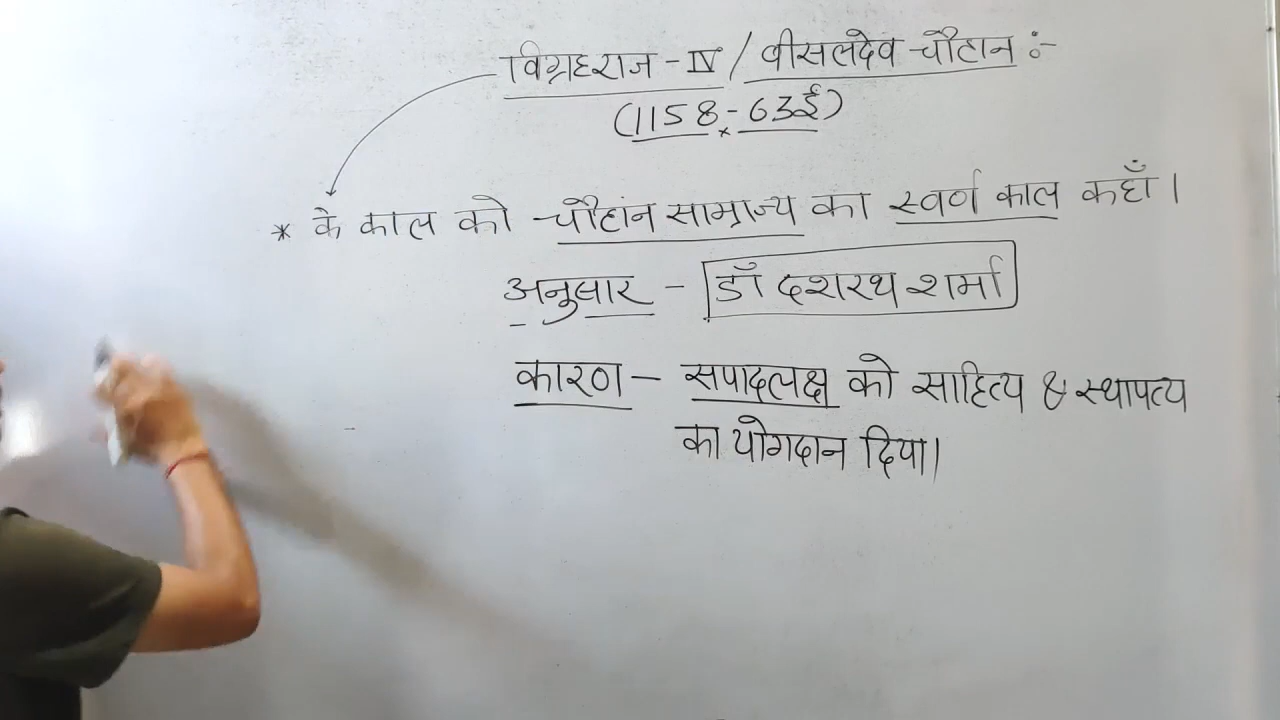 विग्रहराज - IV / बीसलदेव चौहान :-
(1158 - 63ई)
* के काल को चौहान साम्राज्य का स्वर्ण काल कहाँ।
अनुसार - डॉ दशरथ शर्मा
कारण - सपादलक्ष को साहित्य & स्थापत्य
का योगदान दिया।